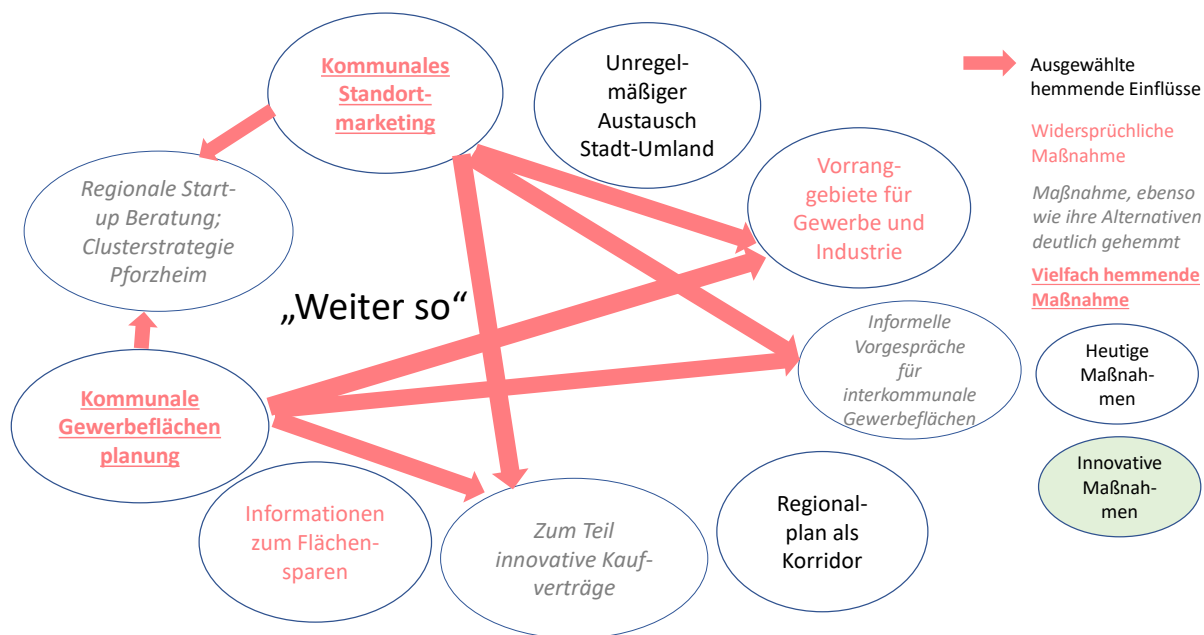 Kommunales
Standort-
marketing
Unregel-
mäßiger
Austausch
Stadt-Umland
Vorrang-
gebiete für
Gewerbe und
Industrie
Regionale Start-
up Beratung;
Clusterstrategie
Pforzheim
„Weiter so“
Informelle
Vorgespräche
für
interkommunale
Gewerbeflächen
Kommunale
Gewerbeflächen
planung
Informationen
zum Flächen-
sparen
Zum Teil
innovative Kauf-
verträge
Regional-
plan als
Korridor
Ausgewählte
hemmende Einflüsse
Widersprüchliche
Maßnahme
Maßnahme, ebenso
wie ihre Alternativen
deutlich gehemmt
Vielfach hemmende
Maßnahme
Heutige
Maßnah-
men
Innovative
Maßnah-
men